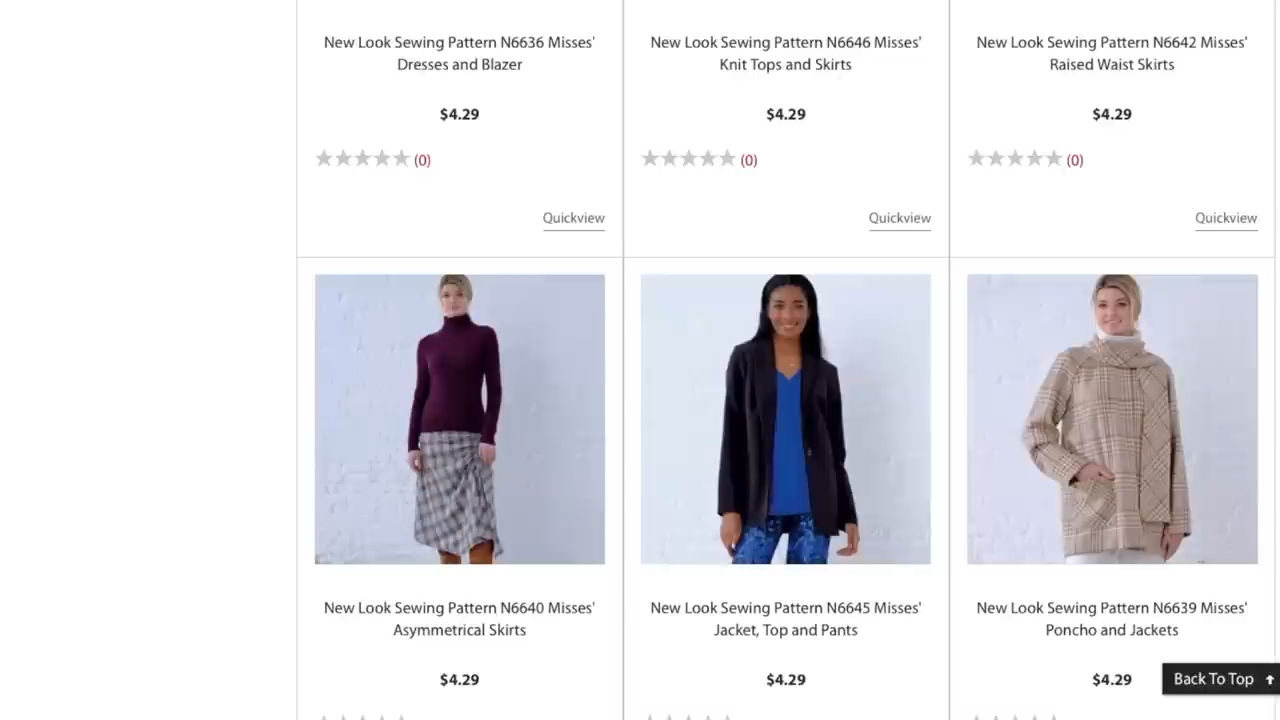 New Look Sewing Pattern N6636 Misses'
Dresses and Blazer
$4.29
(0)
Quickview
New Look Sewing Pattern N6646 Misses'
Knit Tops and Skirts
$4.29
(0)
Quickview
New Look Sewing Pattern N6642 Misses'
Raised Waist Skirts
$4.29
(0)
Quickview
New Look Sewing Pattern N6640 Misses'
Asymmetrical Skirts
$4.29
New Look Sewing Pattern N6645 Misses'
Jacket, Top and Pants
$4.29
New Look Sewing Pattern N6639 Misses'
Poncho and Jackets
$4.29
Back To Top